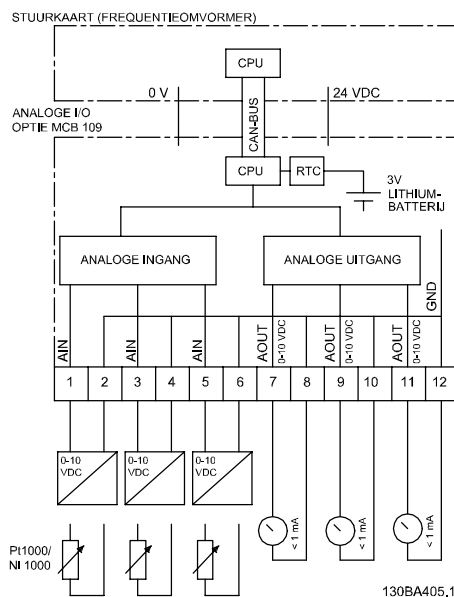 STUURKAART (FREQUENTIEOMVORMER)
CPU
0 V
24 VDC
CAN-BUS
ANALOGE I/O
OPTIE MCB 109
CPU
RTC
3V
LITHIUM-
BATTERIJ
ANALOGE INGANG
ANALOGE UITGANG
AIN
AIN
AIN
AOUT
0-10 VDC
AOUT
0-10 VDC
AOUT
0-10 VDC
GND
1 2 3 4 5 6 7 8 9 10 11 12
0-10
VDC
0-10
VDC
0-10
VDC
< 1 mA
< 1 mA
< 1 mA
Pt1000/
NI 1000
130BA405.1